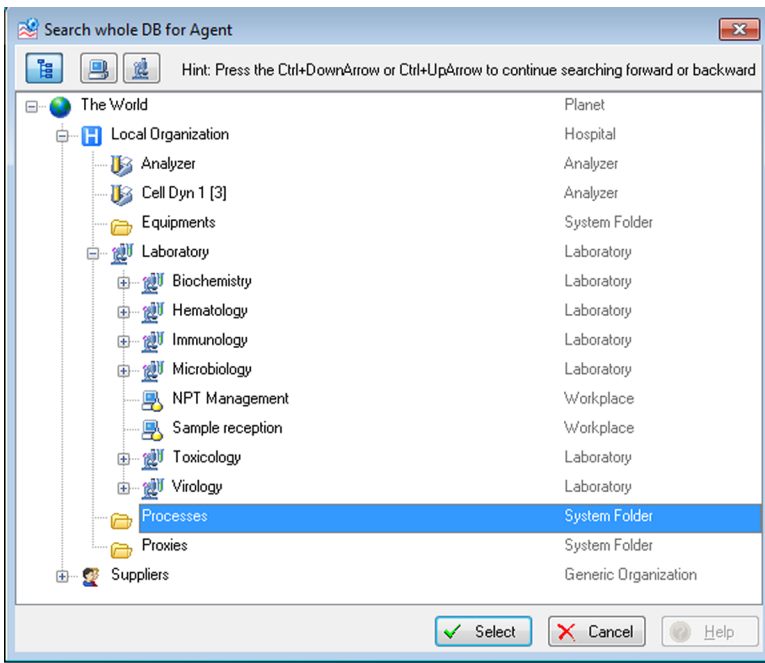 Search whole DB for Agent
Hint: Press the Ctrl+DownArrow or Ctrl+UpArrow to continue searching forward or backward
The World Planet
Local Organization Hospital
Analyzer Analyzer
Cell Dyn 1 [3] Analyzer
Equipments System Folder
Laboratory Laboratory
Biochemistry Laboratory
Hematology Laboratory
Immunology Laboratory
Microbiology Laboratory
NPT Management Workplace
Sample reception Workplace
Toxicology Laboratory
Virology Laboratory
Processes System Folder
Proxies System Folder
Suppliers Generic Organization
Select Cancel Help